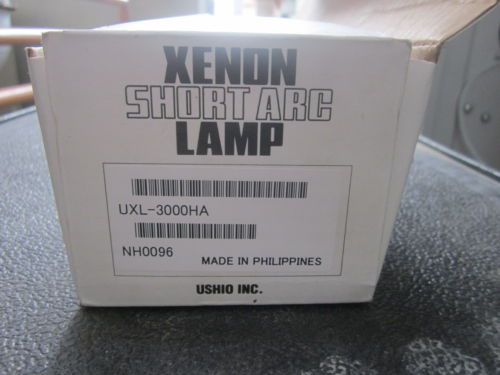 XENON
SHORT ARC
LAMP
UXL-3000HA
NH0096 MADE IN PHILIPPINES
USHIO INC.